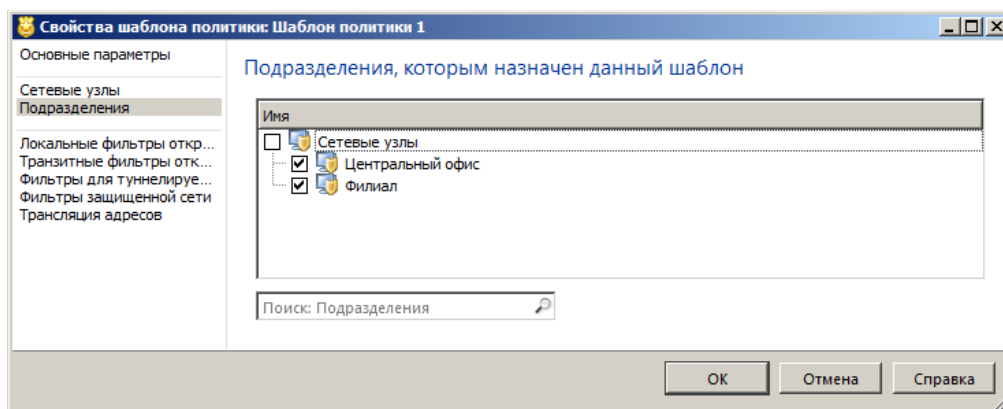 Свойства шаблона политики: Шаблон политики 1
Основные параметры
Сетевые узлы
Подразделения
Локальные фильтры откр...
Транзитные фильтры отк...
Фильтры для туннелируе...
Фильтры защищенной сети
Трансляция адресов
Подразделения, которым назначен данный шаблон
Имя
Сетевые узлы
Центральный офис
Филиал
Поиск: Подразделения
ОК
Отмена
Справка